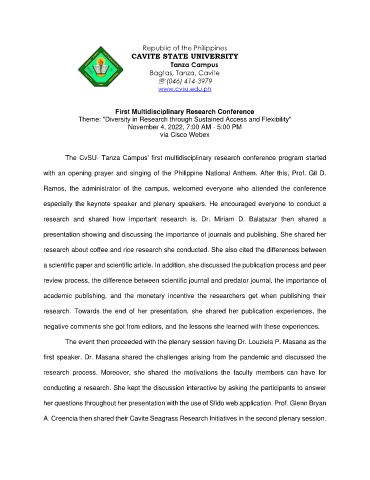 Republic of the Philippines
CAVITE STATE UNIVERSITY
Tanza Campus
Bagtas, Tanza, Cavite
☏ (046) 414-3979
www.cvsu.edu.ph
First Multidisciplinary Research Conference
Theme: "Diversity in Research through Sustained Access and Flexibility"
November 4, 2022, 7:00 AM - 5:00 PM
via Cisco Webex
The CvSU- Tanza Campus' first multidisciplinary research conference program started
with an opening prayer and singing of the Philippine National Anthem. After this, Prof. Gil D.
Ramos, the administrator of the campus, welcomed everyone who attended the conference
especially the keynote speaker and plenary speakers. He encouraged everyone to conduct a
research and shared how important research is. Dr. Miriam D. Balatazar then shared a
presentation showing and discussing the importance of journals and publishing. She shared her
research about coffee and rice research she conducted. She also cited the differences between
a scientific paper and scientific article. In addition, she discussed the publication process and peer
review process, the difference between scientific journal and predator journal, the importance of
academic publishing, and the monetary incentive the researchers get when publishing their
research. Towards the end of her presentation, she shared her publication experiences, the
negative comments she got from editors, and the lessons she learned with these experiences.
The event then proceeded with the plenary session having Dr. Louziela P. Masana as the
first speaker. Dr. Masana shared the challenges arising from the pandemic and discussed the
research process. Moreover, she shared the motivations the faculty members can have for
conducting a research. She kept the discussion interactive by asking the participants to answer
her questions throughout her presentation with the use of Slido web application. Prof. Glenn Bryan
A. Creencia then shared their Cavite Seagrass Research Initiatives in the second plenary session.